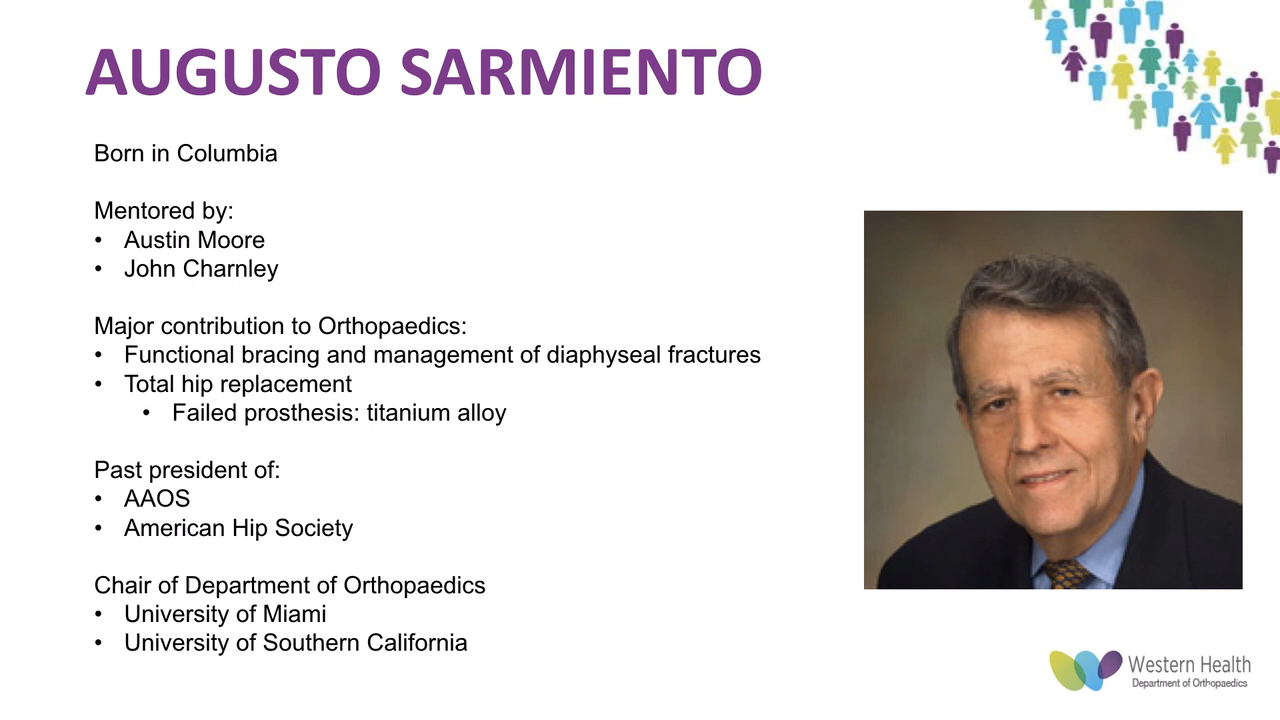 AUGUSTO SARMIENTO
Born in Columbia
Mentored by:
• Austin Moore
• John Charnley
Major contribution to Orthopaedics:
• Functional bracing and management of diaphyseal fractures
• Total hip replacement
• Failed prosthesis: titanium alloy
Past president of:
• AAOS
• American Hip Society
Chair of Department of Orthopaedics
• University of Miami
• University of Southern California
Western Health
Department of Orthopaedics